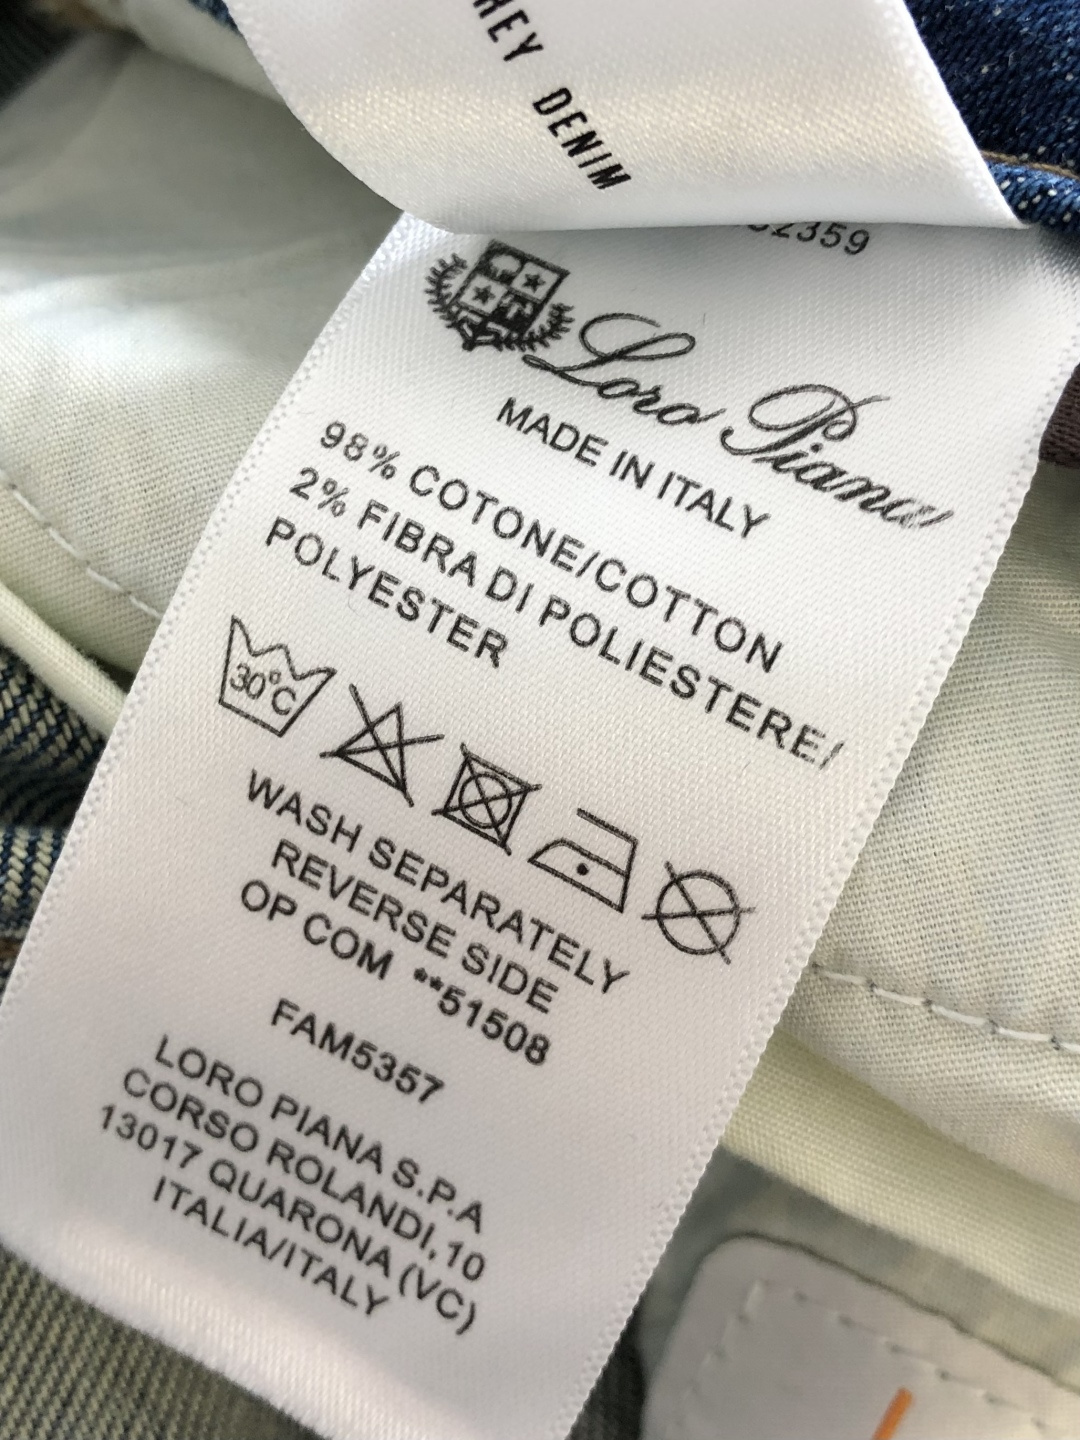 DENIM
Loro Piana
MADE IN ITALY
98% COTONE/COTTON
2% FIBRA DI POLIESTERE/
POLYESTER
30°C
WASH SEPARATELY
REVERSE SIDE
OP COM **51508
FAM5357
LORO PIANA S.P.A
CORSO ROLANDI, 10
13017 QUARONA (VC)
ITALIA/ITALY